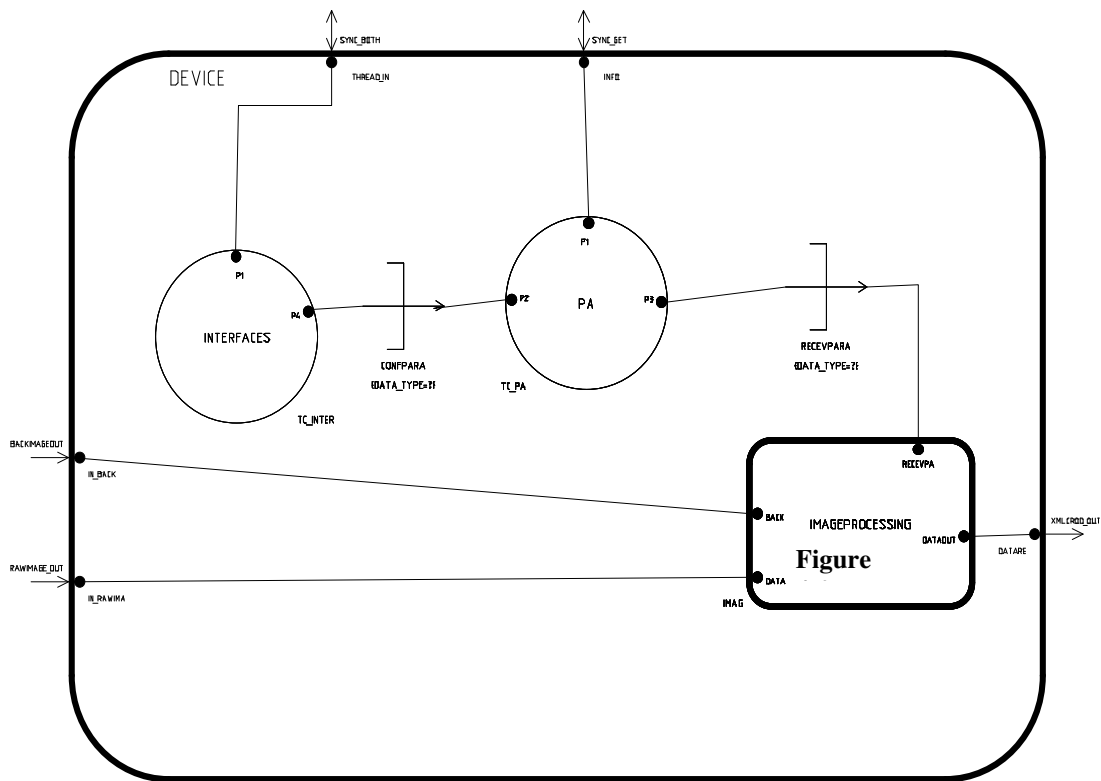 SYNC_BOTH
SYNC_GET
DEVICE
THREAD_IN
INFO
P1
P1
P4
P2
PA
P3
INTERFACES
CONFPARA
RECEVPARA
TC_PA
TC_INTER
BACKIMAGEOUT
IN_BACK
RECEVPA
BACK
IMAGEPROCESSING
DATAOUT
XMLCROD_OUT
DATARE
Figure
RAWIMAGE_OUT
DATA
IN_RAWIMA
IMAG